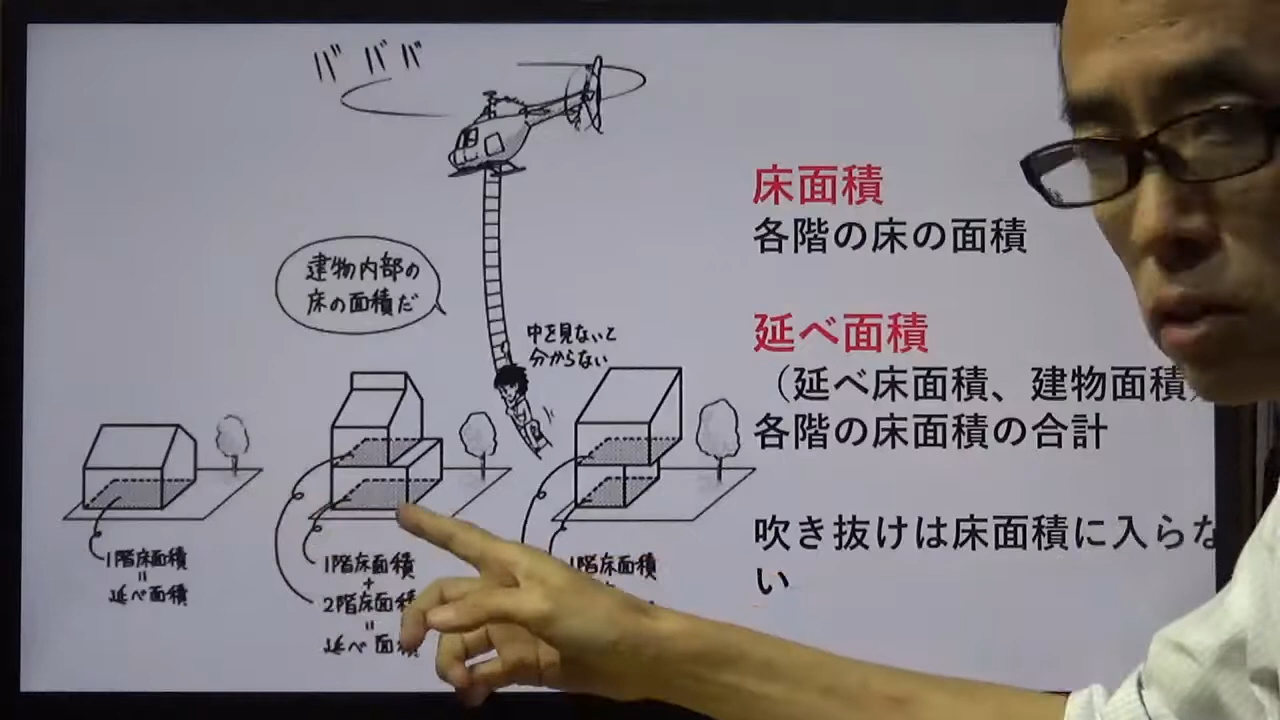 バババ
建物内部の
床の面積だ
中を見ないと
分からない
1階床面積
=
延べ面積
1階床面積
+
2階床面積
=
延べ面積
1階床面積
床面積
各階の床の面積
延べ面積
（延べ床面積、建物面積）
各階の床面積の合計
吹き抜けは床面積に入らな
い